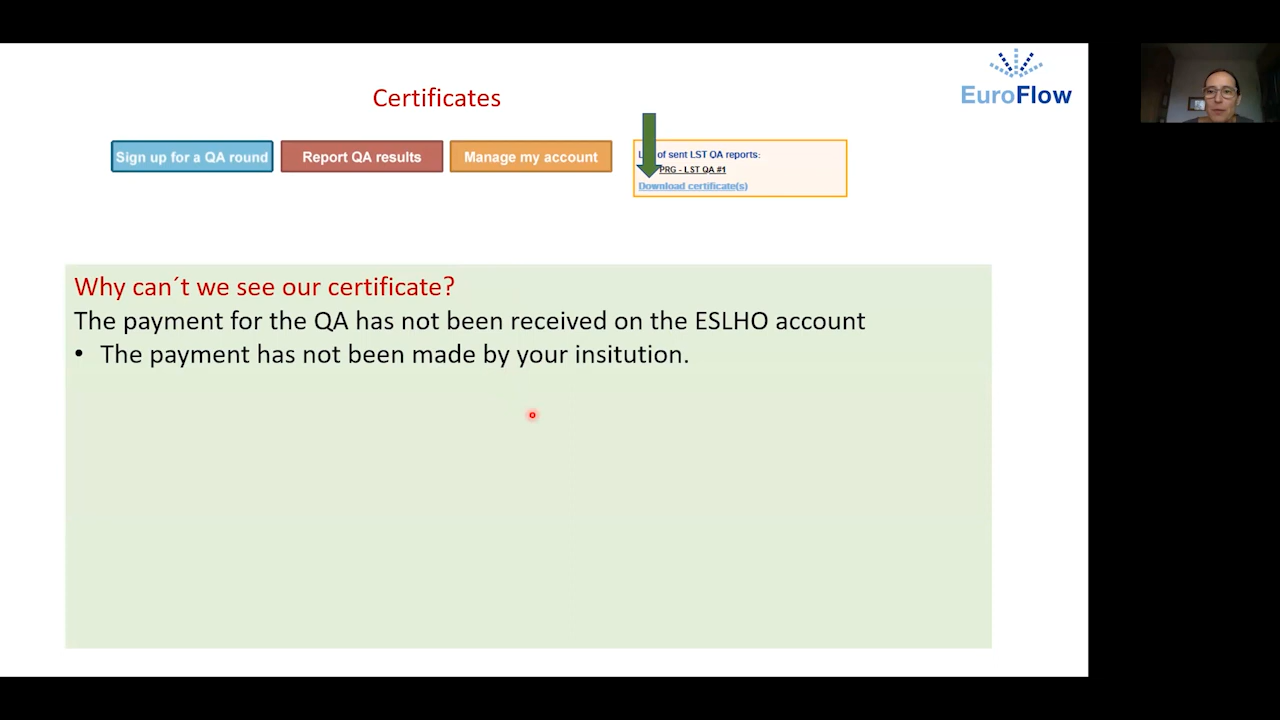 EuroFlow
Certificates
Sign up for a QA round
Report QA results
Manage my account
of sent LST QA reports:
PRG - LST QA #1
Download certificate(s)
Why can´t we see our certificate?
The payment for the QA has not been received on the ESLHO account
• The payment has not been made by your insitution.